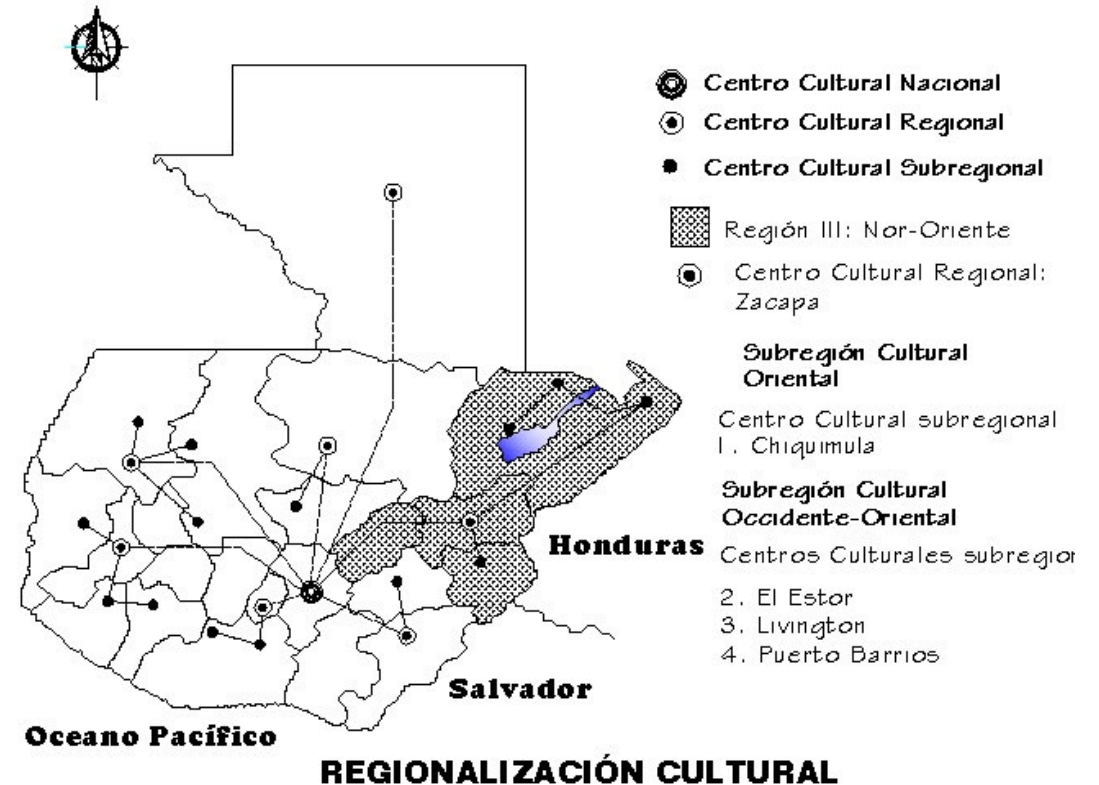 Centro Cultural Nacional
Centro Cultural Regional
Centro Cultural Subregional
Región III: Nor-Oriente
Centro Cultural Regional:
Zacapa
Subregión Cultural
Oriental
Centro Cultural subregional
1. Chiquimula
Subregión Cultural
Occidente-Oriental
Centros Culturales subregior
2. El Estor
3. Livington
4. Puerto Barrios
Honduras
Salvador
Oceano Pacífico
REGIONALIZACIÓN CULTURAL